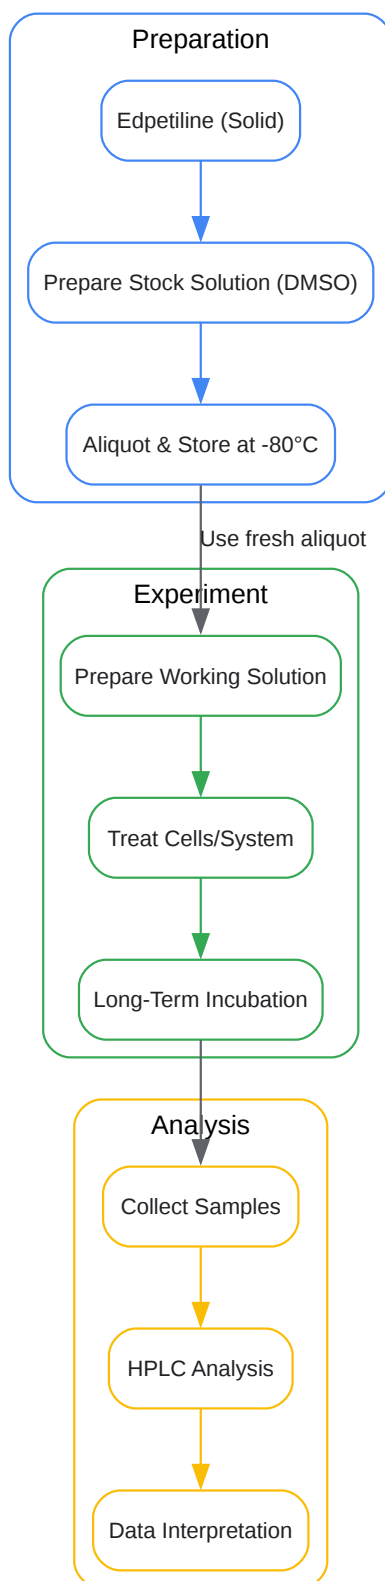 Preparation
Edpetiline (Solid)
Prepare Stock Solution (DMSO)
Aliquot & Store at -80°C
Use fresh aliquot
Experiment
Prepare Working Solution
Treat Cells/System
Long-Term Incubation
Analysis
Collect Samples
HPLC Analysis
Data Interpretation